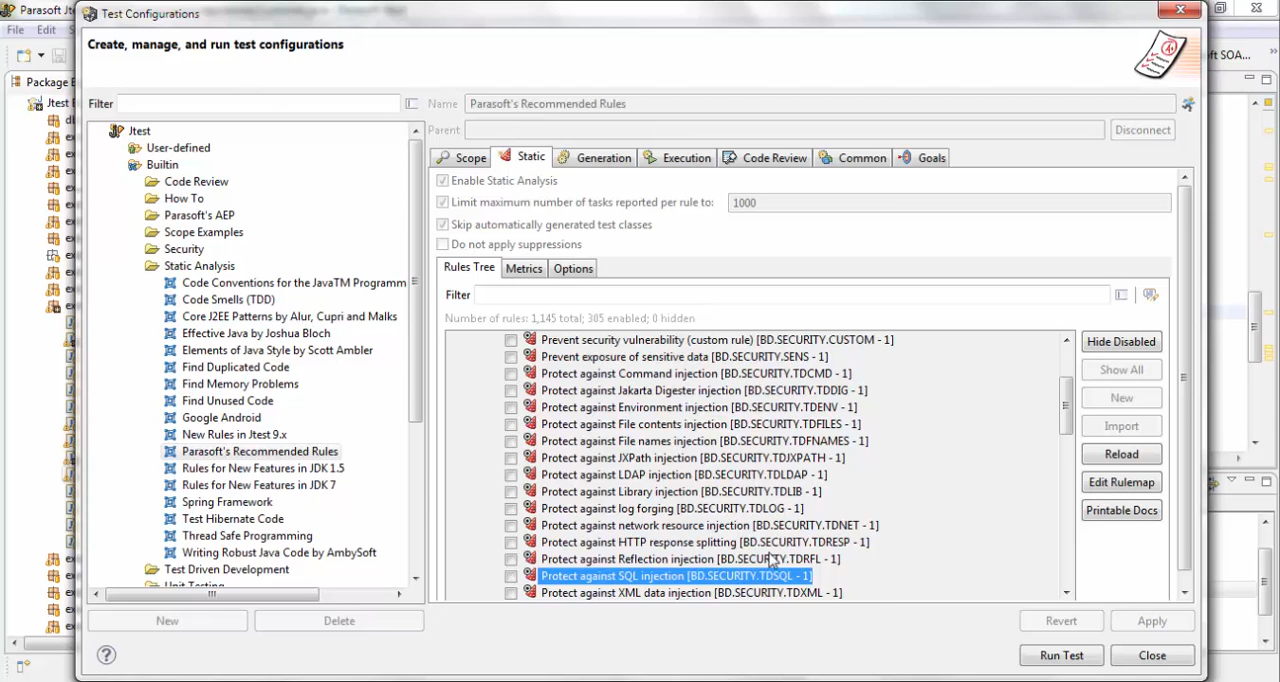 Parasoft Jt
Test Configurations
File Edit
Create, manage, and run test configurations
ft SOA...
Package E
Jtest E
Filter
Name Parasoft's Recommended Rules
Parent Disconnect
Jtest
User-defined
Builtin
Code Review
How To
Parasoft's AEP
Scope Examples
Security
Static Analysis
Code Conventions for the JavaTM Programm
Code Smells (TDD)
Core J2EE Patterns by Alur, Cupri and Malks
Effective Java by Joshua Bloch
Elements of Java Style by Scott Ambler
Find Duplicated Code
Find Memory Problems
Find Unused Code
Google Android
New Rules in Jtest 9.x
Parasoft's Recommended Rules
Rules for New Features in JDK 1.5
Rules for New Features in JDK 7
Spring Framework
Test Hibernate Code
Thread Safe Programming
Writing Robust Java Code by AmbySoft
Test Driven Development
Unit Testing
New Delete
Scope Static Generation Execution Code Review Common Goals
Enable Static Analysis
Limit maximum number of tasks reported per rule to: 1000
Skip automatically generated test classes
Do not apply suppressions
Rules Tree Metrics Options
Filter
Number of rules: 1,145 total; 305 enabled; 0 hidden
Prevent security vulnerability (custom rule) [BD.SECURITY.CUSTOM - 1]
Prevent exposure of sensitive data [BD.SECURITY.SENS - 1]
Protect against Command injection [BD.SECURITY.TDCMD - 1]
Protect against Jakarta Digester injection [BD.SECURITY.TDDIG - 1]
Protect against Environment injection [BD.SECURITY.TDENV - 1]
Protect against File contents injection [BD.SECURITY.TDFILES - 1]
Protect against File names injection [BD.SECURITY.TDFNAMES - 1]
Protect against JXPath injection [BD.SECURITY.TDJXPATH - 1]
Protect against LDAP injection [BD.SECURITY.TDLDAP - 1]
Protect against Library injection [BD.SECURITY.TDLIB - 1]
Protect against log forging [BD.SECURITY.TDLOG - 1]
Protect against network resource injection [BD.SECURITY.TDNET - 1]
Protect against HTTP response splitting [BD.SECURITY.TDRESP - 1]
Protect against Reflection injection [BD.SECURITY.TDRFL - 1]
Protect against SQL injection [BD.SECURITY.TDSQL - 1]
Protect against XML data injection [BD.SECURITY.TDXML - 1]
Hide Disabled
Show All
New
Import
Reload
Edit Rulemap
Printable Docs
Revert Apply
Run Test Close